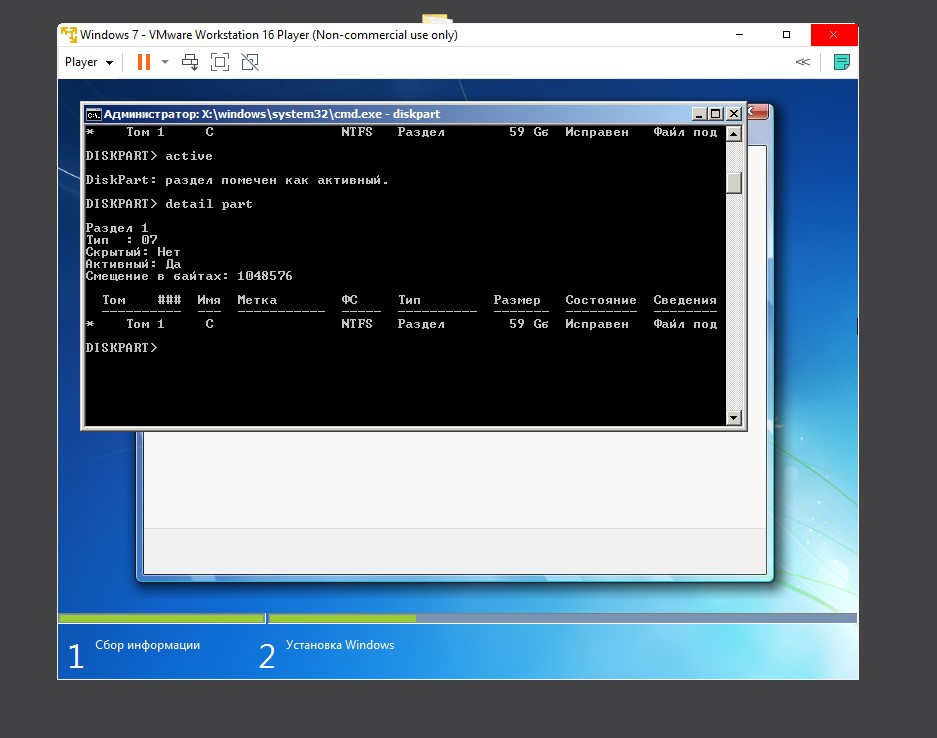 Windows 7 - VMware Workstation 16 Player (Non-commercial use only)
Player
Администратор: X:\windows\system32\cmd.exe - diskpart
* Том 1 C NTFS Раздел 59 Gб Исправен Файл под
DISKPART> active
DiskPart: раздел помечен как активный.
DISKPART> detail part
Раздел 1
Тип : 07
Скрытый: Нет
Активный: Да
Смещение в байтах: 1048576
Том ### Имя Метка ФС Тип Размер Состояние Сведения
* Том 1 C NTFS Раздел 59 Gб Исправен Файл под
DISKPART>
1 Сбор информации
2 Установка Windows